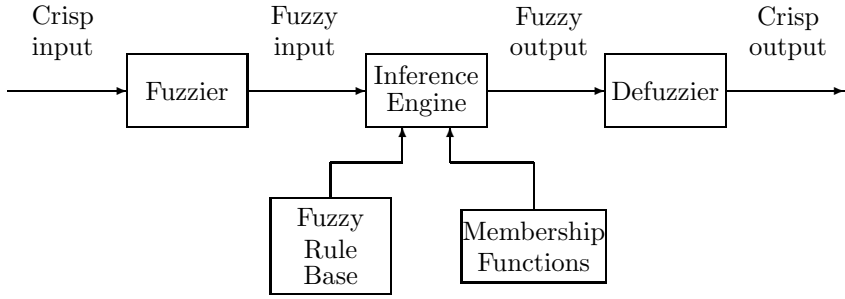 Crisp
input
Fuzzy
input
Fuzzy
output
Crisp
output
Fuzzier
Inference
Engine
Defuzzier
Fuzzy
Rule
Base
Membership
Functions